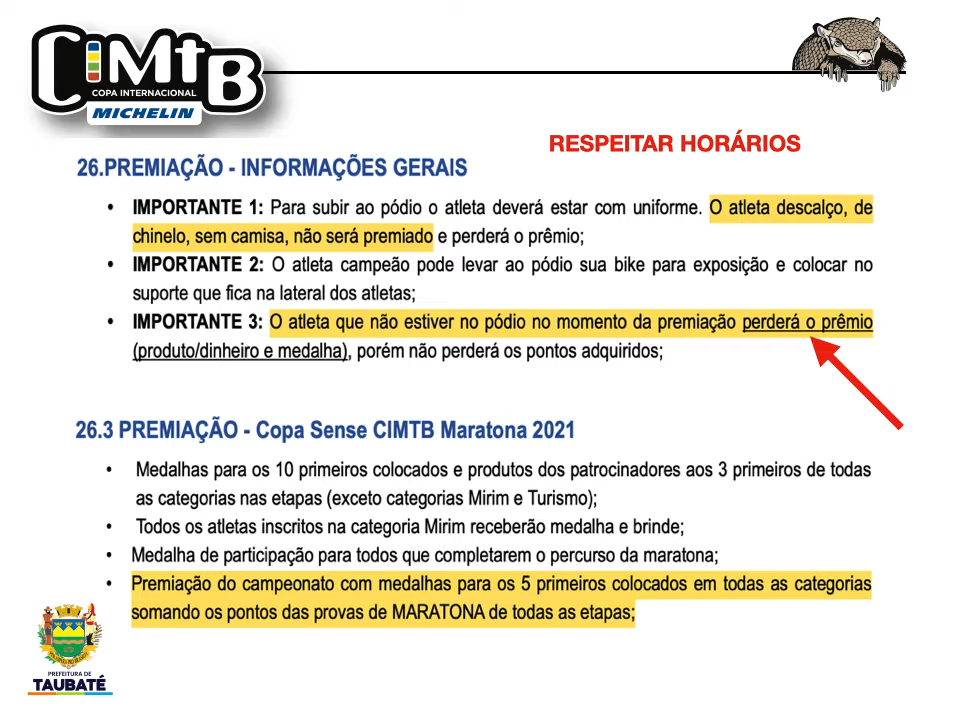 CIMTB
COPA INTERNACIONAL
MICHELIN
RESPEITAR HORÁRIOS
26.PREMIAÇÃO - INFORMAÇÕES GERAIS
• IMPORTANTE 1: Para subir ao pódio o atleta deverá estar com uniforme. O atleta descalço, de
chinelo, sem camisa, não será premiado e perderá o prêmio;
• IMPORTANTE 2: O atleta campeão pode levar ao pódio sua bike para exposição e colocar no
suporte que fica na lateral dos atletas;
• IMPORTANTE 3: O atleta que não estiver no pódio no momento da premiação perderá o prêmio
(produto/dinheiro e medalha), porém não perderá os pontos adquiridos;
26.3 PREMIAÇÃO - Copa Sense CIMTB Maratona 2021
• Medalhas para os 10 primeiros colocados e produtos dos patrocinadores aos 3 primeiros de todas
as categorias nas etapas (exceto categorias Mirim e Turismo);
• Todos os atletas inscritos na categoria Mirim receberão medalha e brinde;
• Medalha de participação para todos que completarem o percurso da maratona;
• Premiação do campeonato com medalhas para os 5 primeiros colocados em todas as categorias
somando os pontos das provas de MARATONA de todas as etapas;
PREFEITURA DE
TAUBATÉ